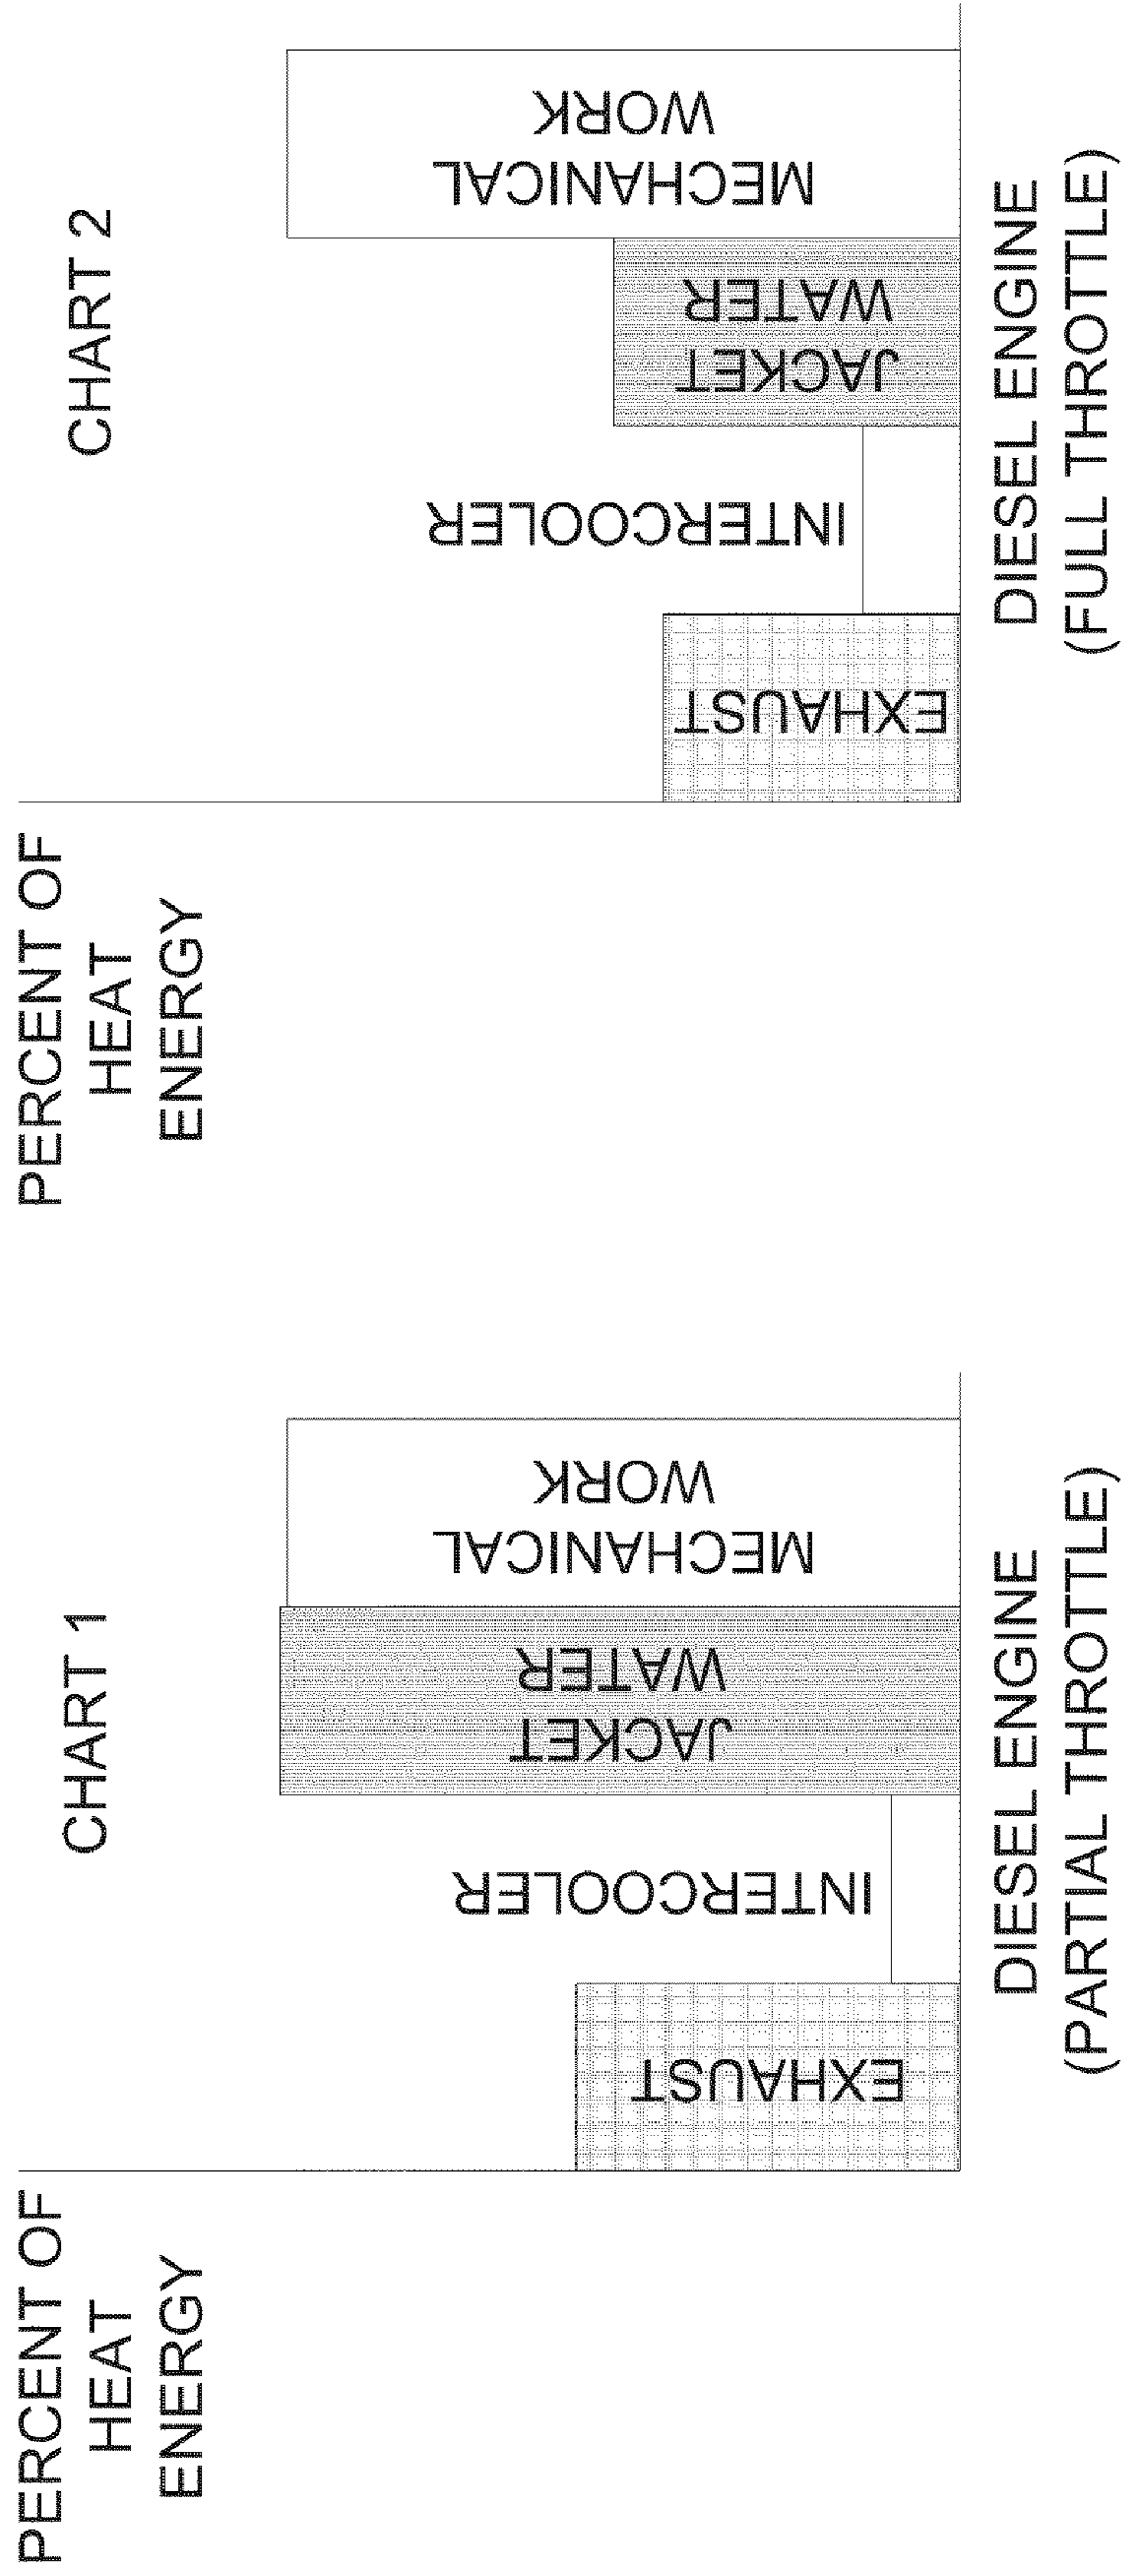 CHART 1
PERCENT OF
HEAT
ENERGY
EXHAUST
INTERCOOLER
JACKET
WATER
MECHANICAL
WORK
DIESEL ENGINE
(PARTIAL THROTTLE)
CHART 2
PERCENT OF
HEAT
ENERGY
EXHAUST
INTERCOOLER
JACKET
WATER
MECHANICAL
WORK
DIESEL ENGINE
(FULL THROTTLE)